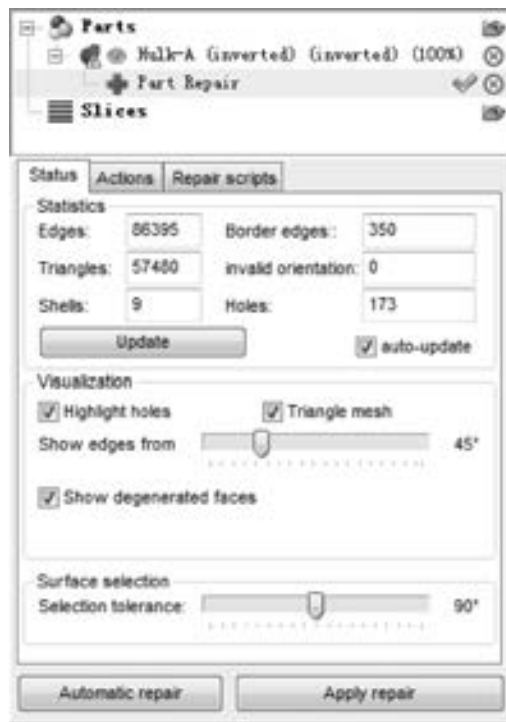 Parts
Hulk-A (inverted) (inverted) (100%)
Part Repair
Slices
Status Actions Repair scripts
Statistics
Edges: 86395 Border edges: : 350
Triangles: 57480 invalid orientation: 0
Shells: 9 Holes: 173
Update auto-update
Visualization
Highlight holes Triangle mesh
Show edges from 45°
Show degenerated faces
Surface selection
Selection tolerance: 90°
Automatic repair Apply repair